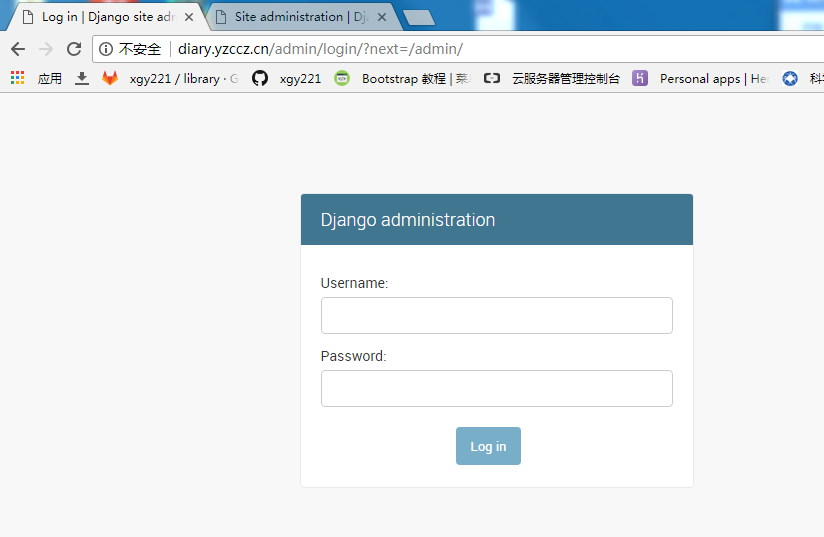 Log in | Django site adr
Site administration | Dj
不安全 diary.yzccz.cn/admin/login/?next=/admin/
应用 xgy221 / library · G xgy221 Bootstrap 教程 | 菜 云服务器管理控制台 Personal apps | He 科
Django administration
Username:
Password:
Log in